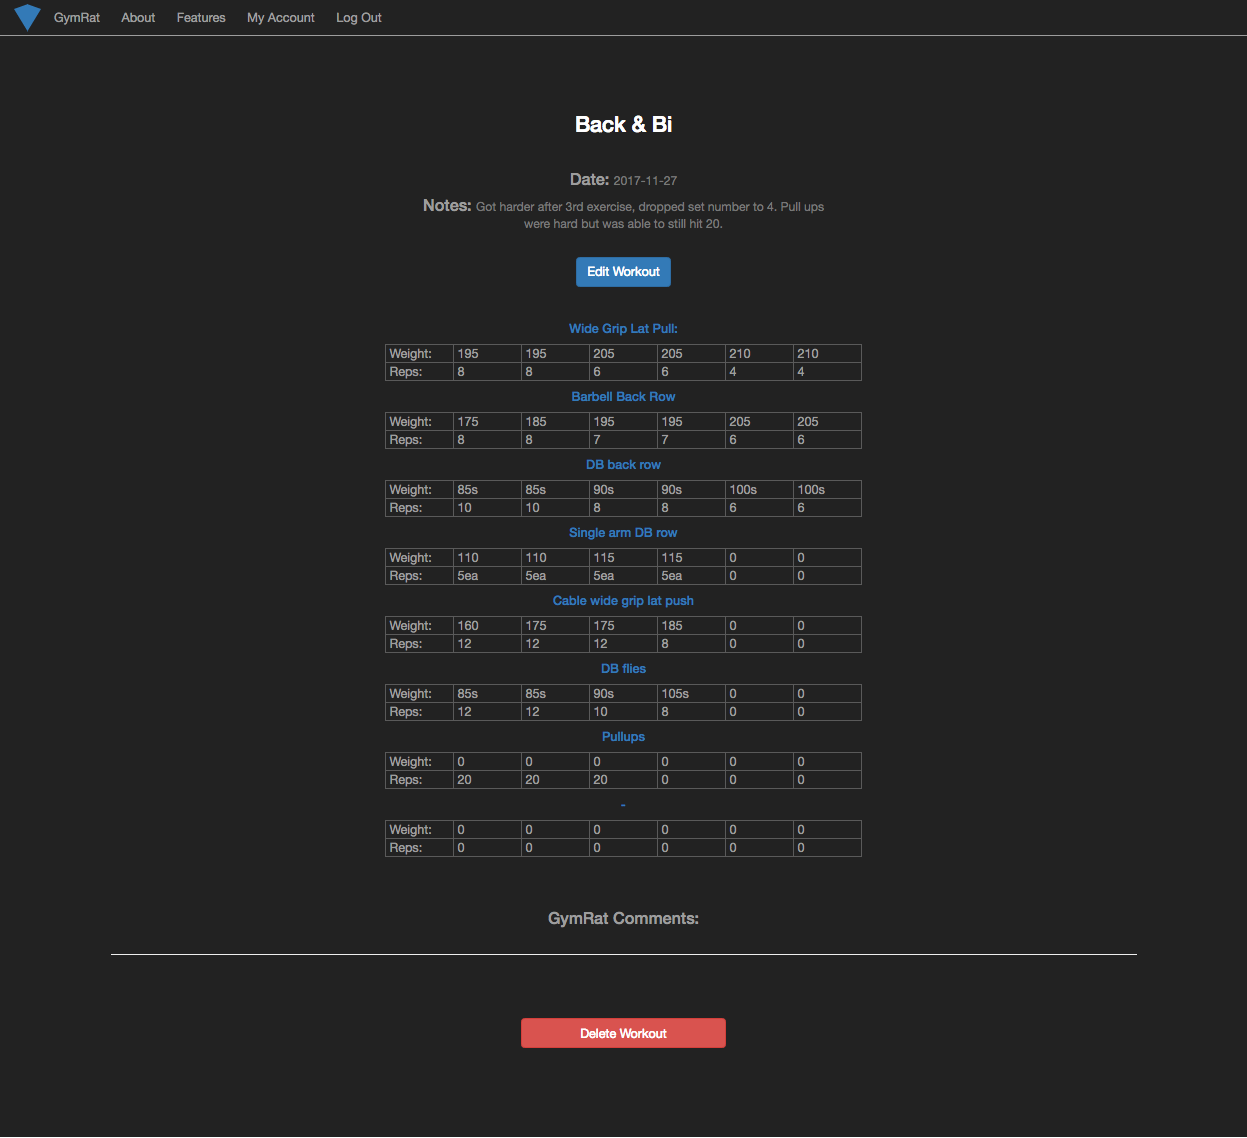 GymRat About Features My Account Log Out
Back & Bi
Date: 2017-11-27
Notes: Got harder after 3rd exercise, dropped set number to 4. Pull ups
were hard but was able to still hit 20.
Edit Workout
Wide Grip Lat Pull:
Weight: 195 195 205 205 210 210
Reps: 8 8 6 6 4 4
Barbell Back Row
Weight: 175 185 195 195 205 205
Reps: 8 8 7 7 6 6
DB back row
Weight: 85s 85s 90s 90s 100s 100s
Reps: 10 10 8 8 6 6
Single arm DB row
Weight: 110 110 115 115 0 0
Reps: 5ea 5ea 5ea 5ea 0 0
Cable wide grip lat push
Weight: 160 175 175 185 0 0
Reps: 12 12 12 8 0 0
DB flies
Weight: 85s 85s 90s 105s 0 0
Reps: 12 12 10 8 0 0
Pullups
Weight: 0 0 0 0 0 0
Reps: 20 20 20 0 0 0
-
Weight: 0 0 0 0 0 0
Reps: 0 0 0 0 0 0
GymRat Comments:
Delete Workout